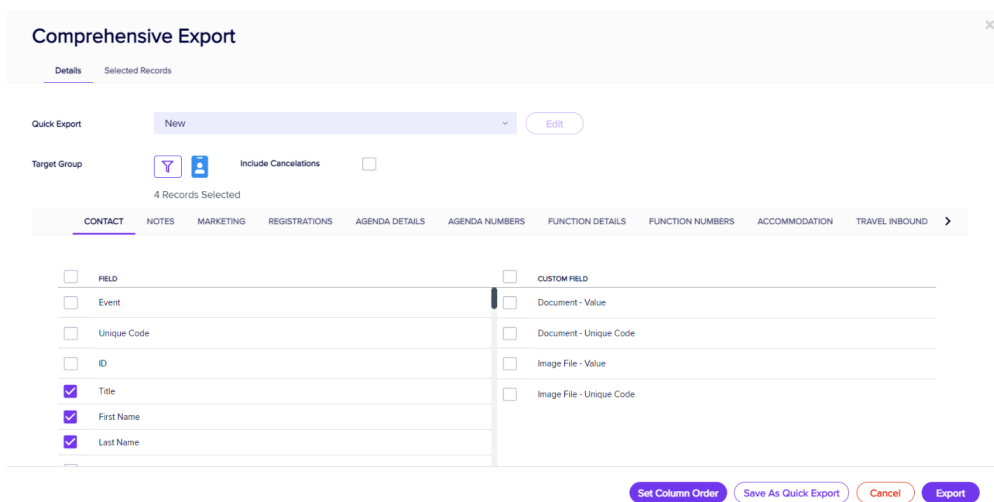 Comprehensive Export
Details Selected Records
Quick Export New Edit
Target Group Include Cancelations
4 Records Selected
CONTACT NOTES MARKETING REGISTRATIONS AGENDA DETAILS AGENDA NUMBERS FUNCTION DETAILS FUNCTION NUMBERS ACCOMMODATION TRAVEL INBOUND
FIELD CUSTOM FIELD
Event Document - Value
Unique Code Document - Unique Code
ID Image File - Value
Title Image File - Unique Code
First Name
Last Name
Set Column Order Save As Quick Export Cancel Export